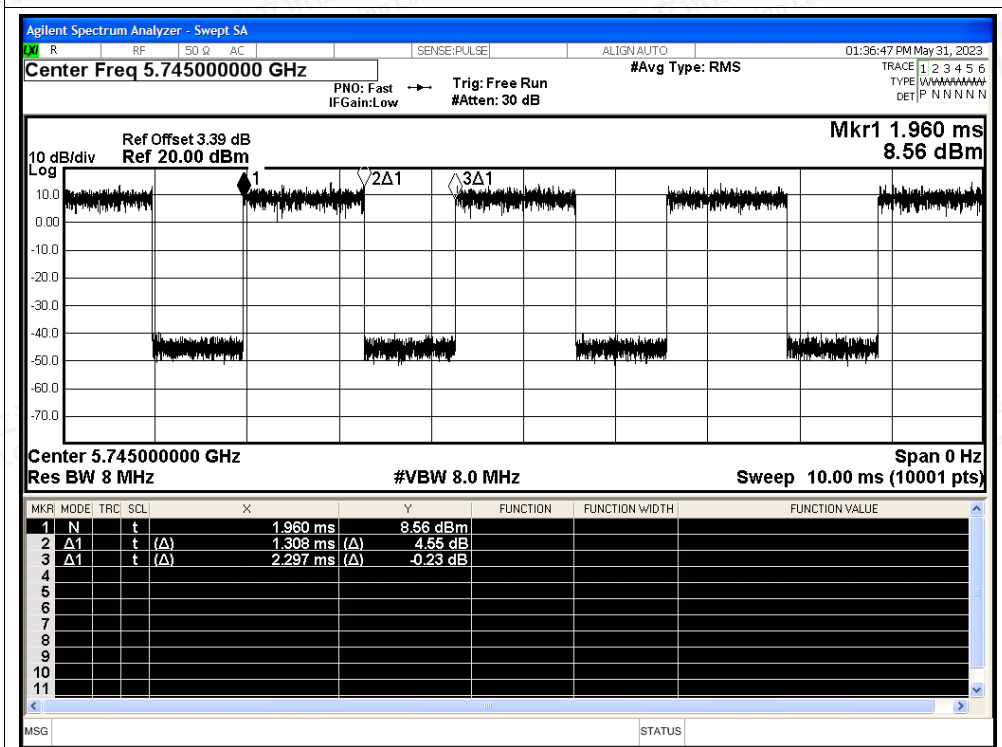 Agilent Spectrum Analyzer - Swept SA
LXI R RF 50 Ω AC SENSE:PULSE ALIGN AUTO 01:36:47 PM May 31, 2023
Center Freq 5.745000000 GHz #Avg Type: RMS TRACE 1 2 3 4 5 6
PNO: Fast Trig: Free Run TYPE WWWWWW
IFGain:Low #Atten: 30 dB DET P N N N N N
Mkr1 1.960 ms
Ref Offset 3.39 dB
10 dB/div Ref 20.00 dBm 8.56 dBm
Log
1 2Δ1 3Δ1
10.0
0.00
-10.0
-20.0
-30.0
-40.0
-50.0
-60.0
-70.0
Center 5.745000000 GHz Span 0 Hz
Res BW 8 MHz #VBW 8.0 MHz Sweep 10.00 ms (10001 pts)
MKR MODE TRC SCL X Y FUNCTION FUNCTION WIDTH FUNCTION VALUE
1 N t 1.960 ms 8.56 dBm
2 Δ1 t (Δ) 1.308 ms (Δ) 4.55 dB
3 Δ1 t (Δ) 2.297 ms (Δ) -0.23 dB
4
5
6
7
8
9
10
11
MSG STATUS